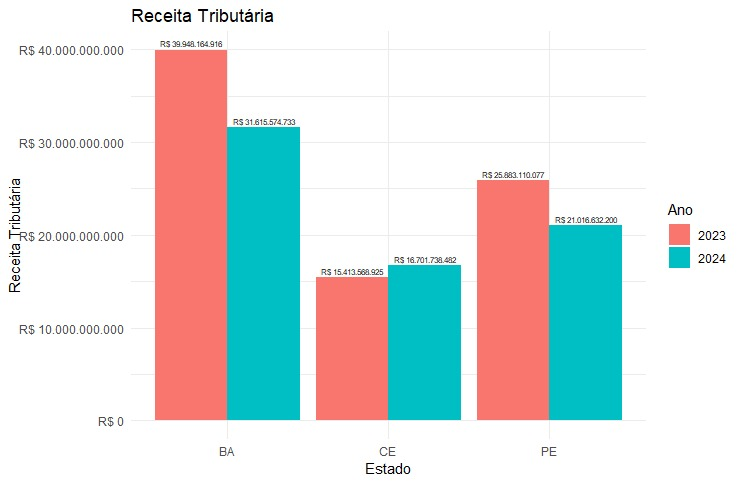 Receita Tributária
R$ 40.000.000.000
R$ 30.000.000.000
R$ 20.000.000.000
R$ 10.000.000.000
R$ 0
Receita Tributária
R$ 39.948.164.916
R$ 31.615.574.733
R$ 15.413.568.925
R$ 16.701.738.482
R$ 25.883.110.077
R$ 21.016.632.200
BA
CE
PE
Estado
Ano
2023
2024